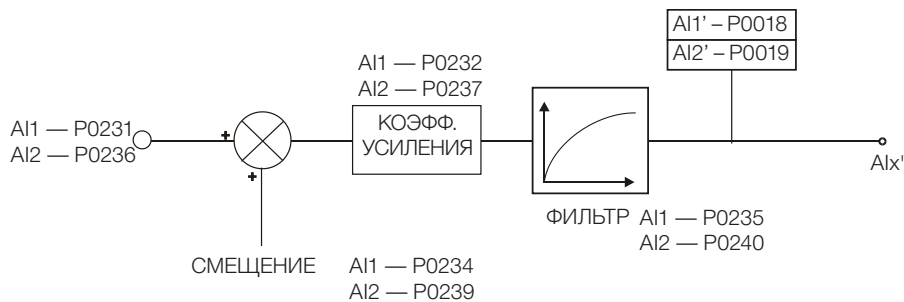 AI1' – P0018
AI2' – P0019
AI1 — P0232
AI2 — P0237
AI1 — P0231
AI2 — P0236
+
КОЭФФ.
УСИЛЕНИЯ
AIx'
+
ФИЛЬТР
AI1 — P0235
AI2 — P0240
СМЕЩЕНИЕ
AI1 — P0234
AI2 — P0239